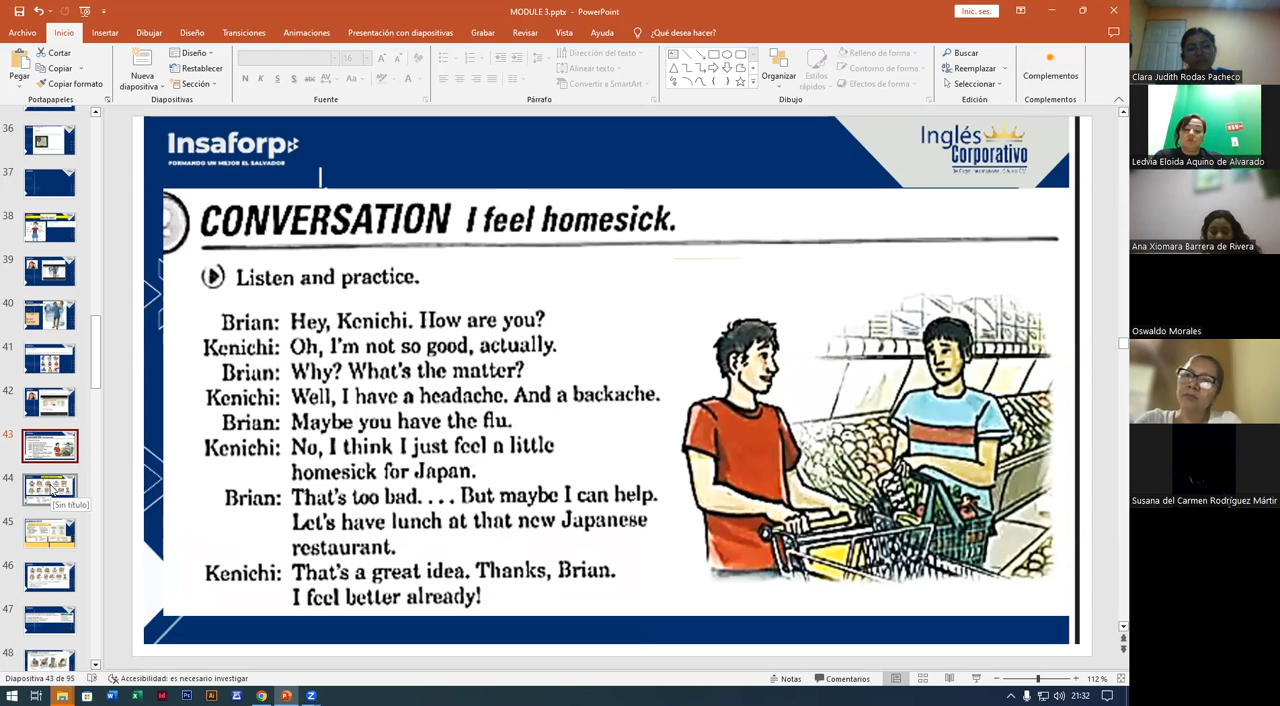 MODULE 3.pptx - PowerPoint
Inic. ses.
Archivo Inicio Insertar Dibujar Diseño Transiciones Animaciones Presentación con diapositivas Grabar Revisar Vista Ayuda ¿Qué desea hacer?
Pegar
Cortar
Copiar
Copiar formato
Portapapeles
Nueva diapositiva
Diseño
Restablecer
Sección
Diapositivas
16
N K S S abc AV Aa A
Fuente
Párrafo
Dirección del texto
Alinear texto
Convertir a SmartArt
Organizar
Estilos rápidos
Relleno de forma
Contorno de forma
Efectos de forma
Dibujo
Buscar
Reemplazar
Seleccionar
Edición
Complementos
Complementos
36
37
38
39
40
41
42
43
44
[Sin título]
45
46
47
48
Insaforp
FORMANDO UN MEJOR EL SALVADOR
Inglés
Corporativo
CONVERSATION I feel homesick.
Listen and practice.
Brian: Hey, Kenichi. How are you?
Kenichi: Oh, I'm not so good, actually.
Brian: Why? What's the matter?
Kenichi: Well, I have a headache. And a backache.
Brian: Maybe you have the flu.
Kenichi: No, I think I just feel a little
homesick for Japan.
Brian: That's too bad. . . . But maybe I can help.
Let's have lunch at that new Japanese
restaurant.
Kenichi: That's a great idea. Thanks, Brian.
I feel better already!
Clara Judith Rodas Pacheco
Ledvia Eloida Aquino de Alvarado
Ana Xiomara Barrera de Rivera
Oswaldo Morales
Susana del Carmen Rodríguez Mártir
Diapositiva 43 de 95 Accesibilidad: es necesario investigar Notas Comentarios 112 %
21:32